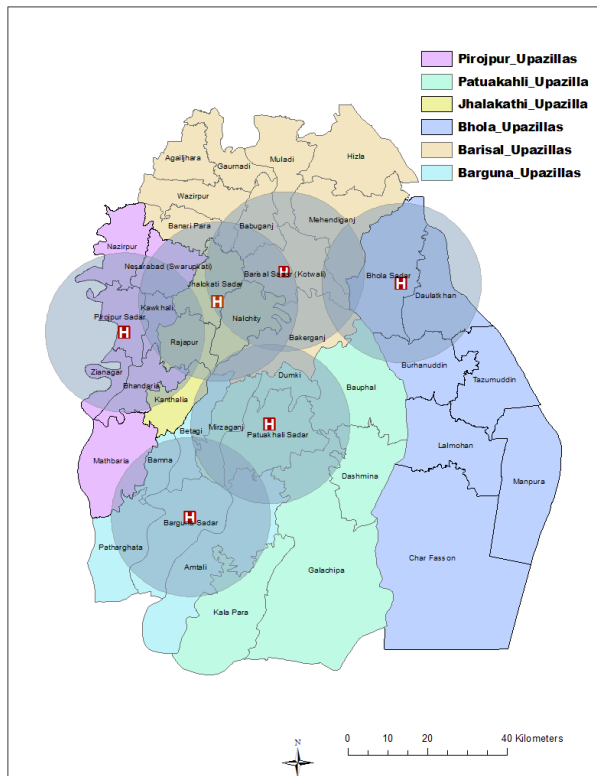 Pirojpur_Upazillas
Patuakahli_Upazilla
Jhalakathi_Upazilla
Bhola_Upazillas
Barisal_Upazillas
Barguna_Upazillas
Agailjhara
Gaurnadi
Muladi
Hizla
Wazirpur
Banari Para
Babuganj
Mehendiganj
Nazirpur
Nesarabad (Swarupkati)
Barisal Sadar (Kotwali)
Bhola Sadar
Jhalokati Sadar
Daulatkhan
Kawkhali
Pirojpur Sadar
Nalchity
Rajapur
Bakerganj
Zianagar
Bhandaria
Kanthalia
Dumki
Bauphal
Burhanuddin
Tazumuddin
Betagi
Mirzaganj
Patuakhali Sadar
Lalmohan
Mathbaria
Bamna
Dashmina
Manpura
Barguna Sadar
Patharghata
Amtali
Galachipa
Char Fasson
Kala Para
H
H
H
H
H
H
N
0 10 20 40 Kilometers